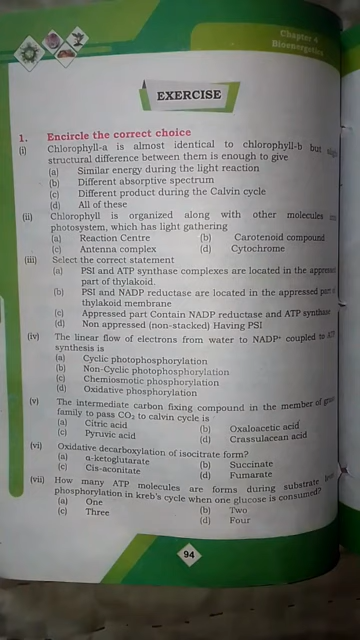 Chapter 4
Bioenergetics
EXERCISE
1. Encircle the correct choice
(i) Chlorophyll-a is almost identical to chlorophyll-b but
structural difference between them is enough to give
(a) Similar energy during the light reaction
(b) Different absorptive spectrum
(c) Different product during the Calvin cycle
(d) All of these
(ii) Chlorophyll is organized along with other molecules
photosystem, which has light gathering
(a) Reaction Centre (b) Carotenoid compound
(c) Antenna complex (d) Cytochrome
(iii) Select the correct statement
(a) PSI and ATP synthase complexes are located in the appressed
part of thylakoid.
(b) PSI and NADP reductase are located in the appressed part of
thylakoid membrane
(c) Appressed part Contain NADP reductase and ATP synthase
(d) Non appressed (non-stacked) Having PSI
(iv) The linear flow of electrons from water to NADP⁺ coupled to ATP
synthesis is
(a) Cyclic photophosphorylation
(b) Non-Cyclic photophosphorylation
(c) Chemiosmotic phosphorylation
(d) Oxidative phosphorylation
(v) The intermediate carbon fixing compound in the member of grass
family to pass CO₂ to calvin cycle is
(a) Citric acid (b) Oxaloacetic acid
(c) Pyruvic acid (d) Crassulacean acid
(vi) Oxidative decarboxylation of isocitrate form?
(a) α-ketoglutarate (b) Succinate
(c) Cis-aconitate (d) Fumarate
(vii) How many ATP molecules are forms during substrate level
phosphorylation in kreb's cycle when one glucose is consumed?
(a) One (b) Two
(c) Three (d) Four
94